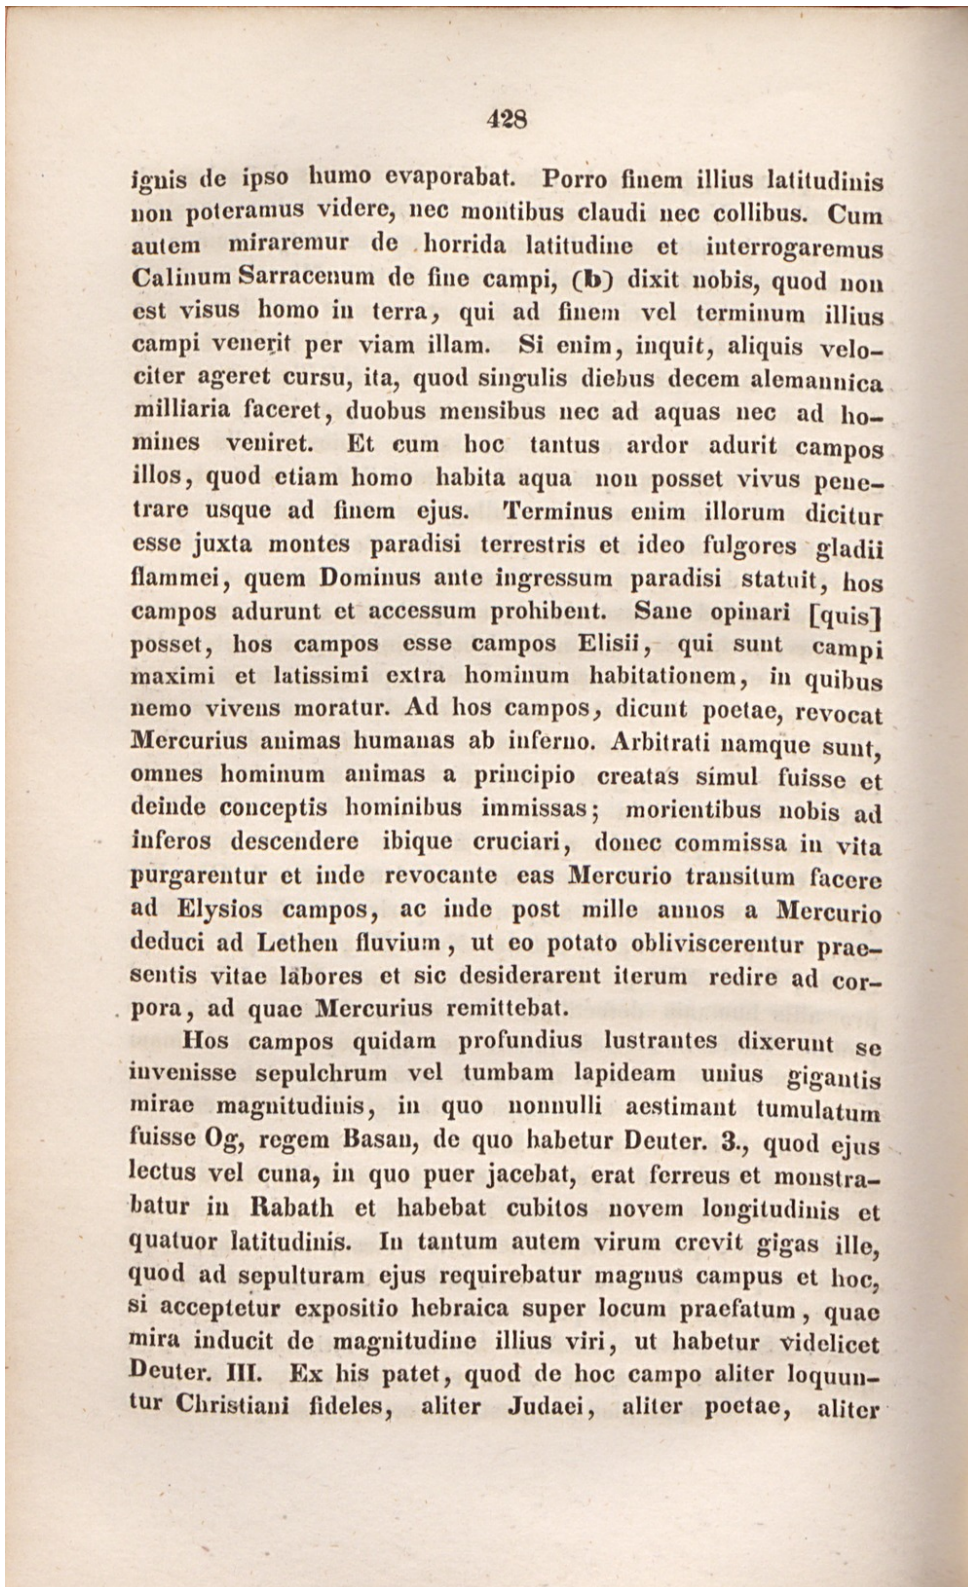 428
ignis de ipso humo evaporabat. Porro finem illius latitudinis
non poteramus videre, nec montibus claudi nec collibus. Cum
autem miraremur de horrida latitudine et interrogaremus
Calinum Sarracenum de fine campi, (b) dixit nobis, quod non
est visus homo in terra, qui ad finem vel terminum illius
campi venerit per viam illam. Si enim, inquit, aliquis velo-
citer ageret cursu, ita, quod singulis diebus decem alemannica
milliaria faceret, duobus mensibus nec ad aquas nec ad ho-
mines veniret. Et cum hoc tantus ardor adurit campos
illos, quod etiam homo habita aqua non posset vivus pene-
trare usque ad finem ejus. Terminus enim illorum dicitur
esse juxta montes paradisi terrestris et ideo fulgores gladii
flammei, quem Dominus ante ingressum paradisi statuit, hos
campos adurunt et accessum prohibent. Sane opinari [quis]
posset, hos campos esse campos Elisii, qui sunt campi
maximi et latissimi extra hominum habitationem, in quibus
nemo vivens moratur. Ad hos campos, dicunt poetae, revocat
Mercurius animas humanas ab inferno. Arbitrati namque sunt,
omnes hominum animas a principio creatas simul fuisse et
deinde conceptis hominibus immissas; morientibus nobis ad
inferos descendere ibique cruciari, donec commissa in vita
purgarentur et inde revocante eas Mercurio transitum facere
ad Elysios campos, ac inde post mille annos a Mercurio
deduci ad Lethen fluvium, ut eo potato obliviscerentur prae-
sentis vitae labores et sic desiderarent iterum redire ad cor-
pora, ad quae Mercurius remittebat.
Hos campos quidam profundius lustrantes dixerunt se
invenisse sepulchrum vel tumbam lapideam unius gigantis
mirae magnitudinis, in quo nonnulli aestimant tumulatum
fuisse Og, regem Basan, de quo habetur Deuter. 3., quod ejus
lectus vel cuna, in quo puer jacebat, erat ferreus et monstra-
batur in Rabath et habebat cubitos novem longitudinis et
quatuor latitudinis. In tantum autem virum crevit gigas ille,
quod ad sepulturam ejus requirebatur magnus campus et hoc,
si acceptetur expositio hebraica super locum praefatum, quae
mira inducit de magnitudine illius viri, ut habetur videlicet
Deuter. III. Ex his patet, quod de hoc campo aliter loquun-
tur Christiani fideles, aliter Judaei, aliter poetae, aliter